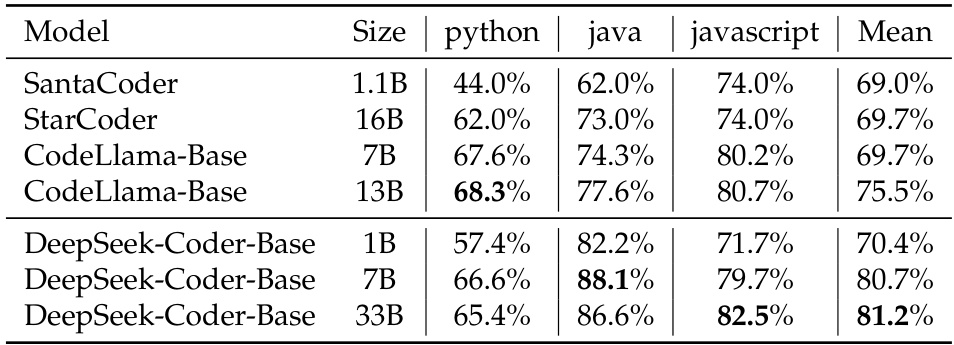 Model Size python java javascript Mean
SantaCoder 1.1B 44.0% 62.0% 74.0% 69.0%
StarCoder 16B 62.0% 73.0% 74.0% 69.7%
CodeLlama-Base 7B 67.6% 74.3% 80.2% 69.7%
CodeLlama-Base 13B 68.3% 77.6% 80.7% 75.5%
DeepSeek-Coder-Base 1B 57.4% 82.2% 71.7% 70.4%
DeepSeek-Coder-Base 7B 66.6% 88.1% 79.7% 80.7%
DeepSeek-Coder-Base 33B 65.4% 86.6% 82.5% 81.2%